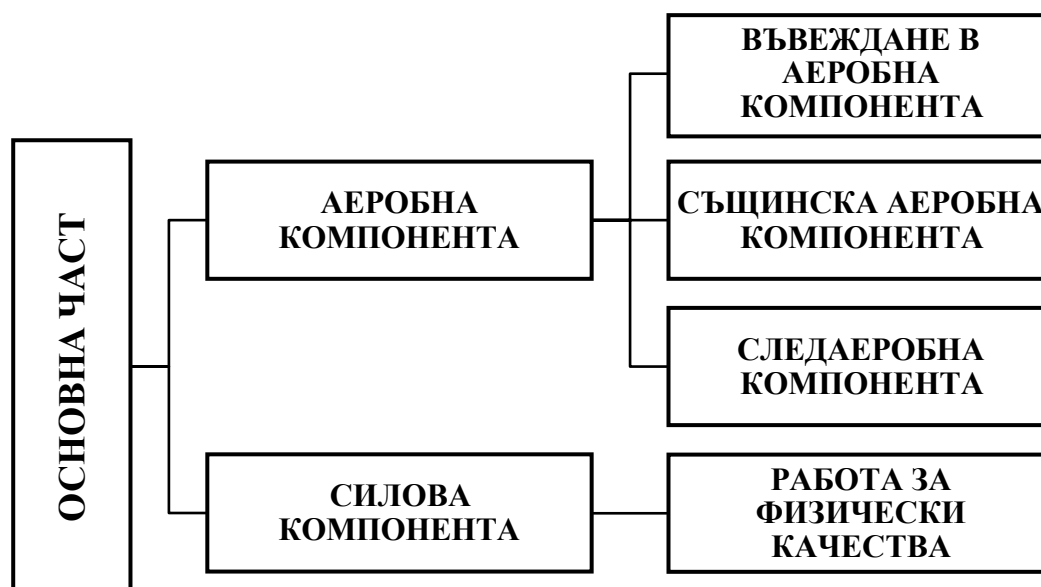 ОСНОВНА ЧАСТ
АЕРОБНА
КОМПОНЕНТА
СИЛОВА
КОМПОНЕНТА
ВЪВЕЖДАНЕ В
АЕРОБНА
КОМПОНЕНТА
СЪЩИНСКА АЕРОБНА
КОМПОНЕНТА
СЛЕДАЕРОБНА
КОМПОНЕНТА
РАБОТА ЗА
ФИЗИЧЕСКИ
КАЧЕСТВА